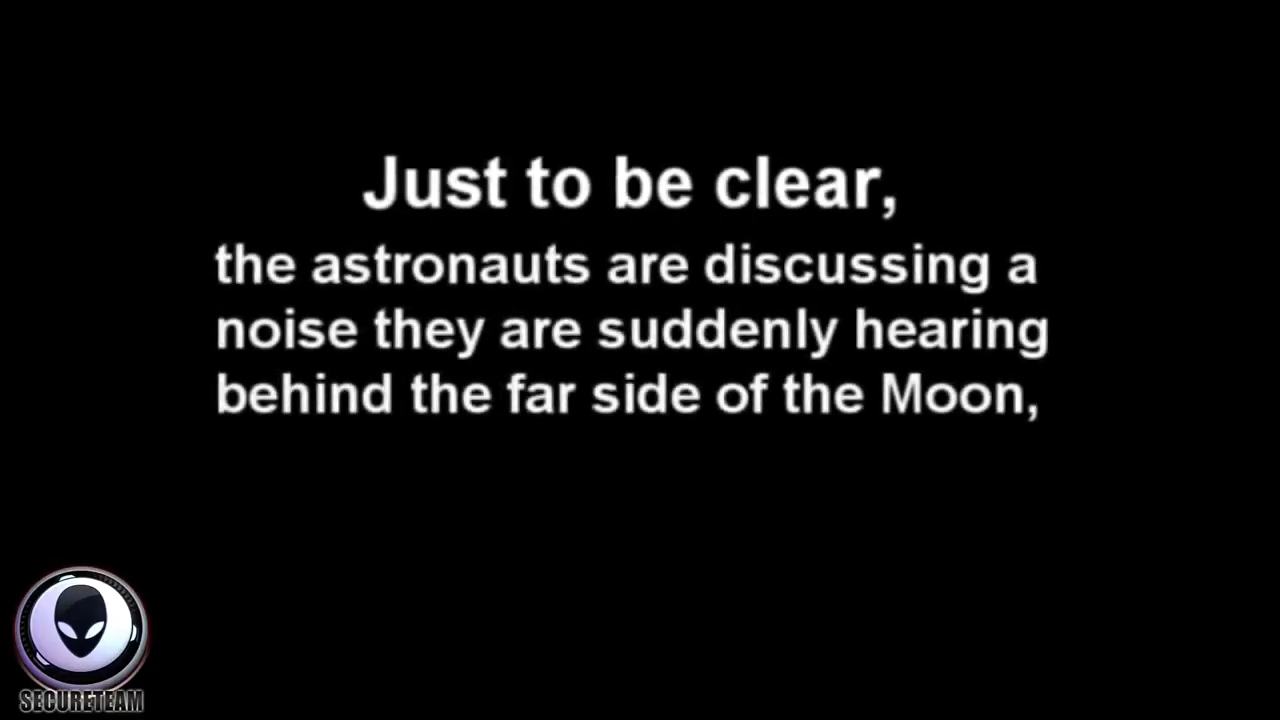 Just to be clear,
the astronauts are discussing a
noise they are suddenly hearing
behind the far side of the Moon,
SECURETEAM